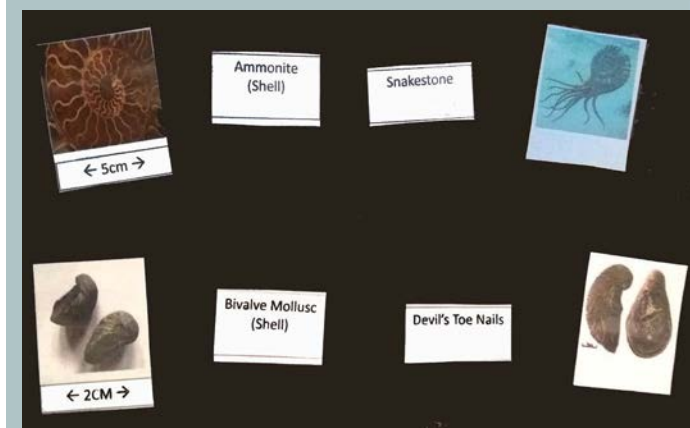 ← 5cm →
Ammonite
(Shell)
Snakestone
← 2CM →
Bivalve Mollusc
(Shell)
Devil's Toe Nails